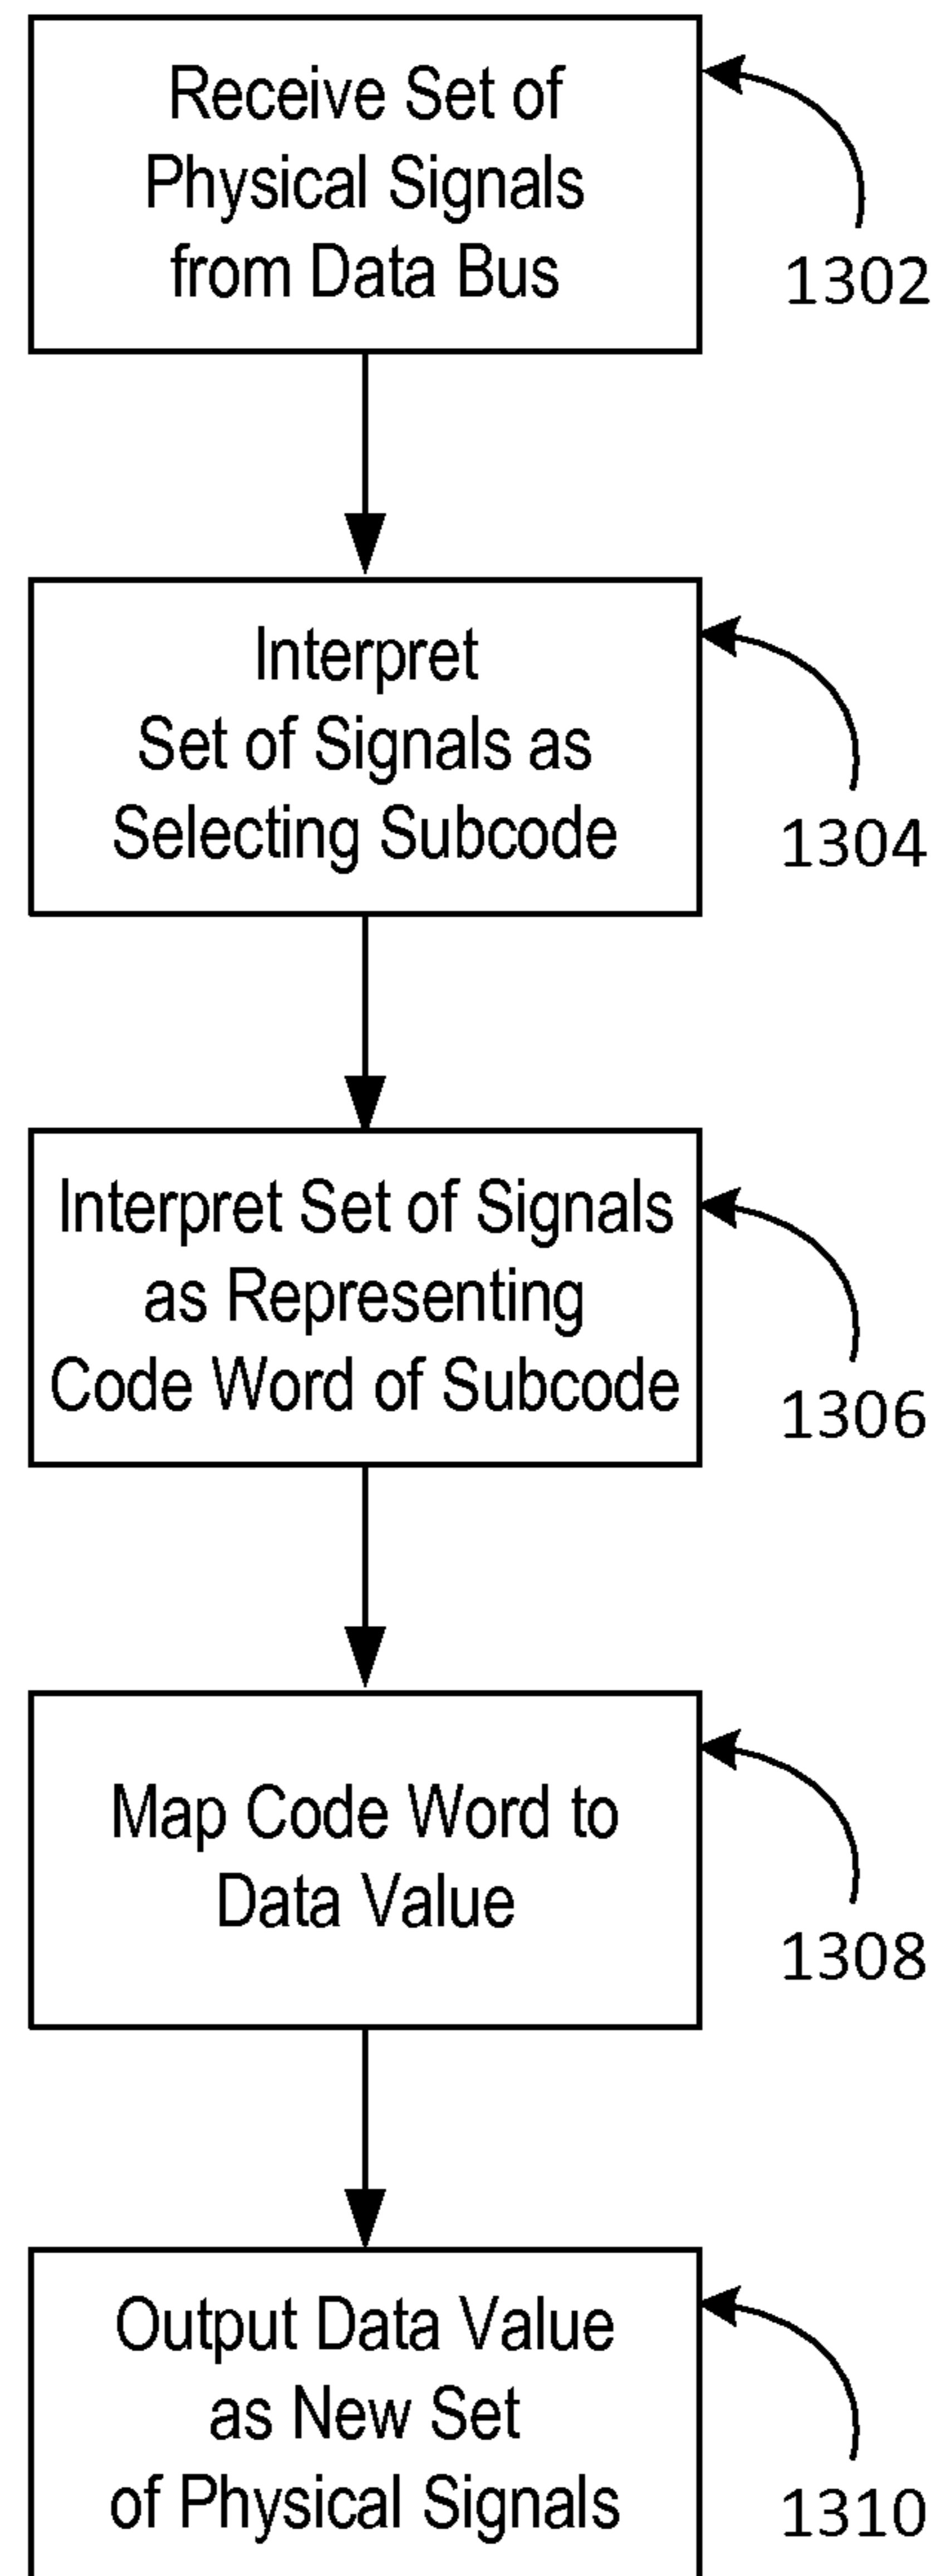 Receive Set of
Physical Signals
from Data Bus
1302
Interpret
Set of Signals as
Selecting Subcode
1304
Interpret Set of Signals
as Representing
Code Word of Subcode
1306
Map Code Word to
Data Value
1308
Output Data Value
as New Set
of Physical Signals
1310